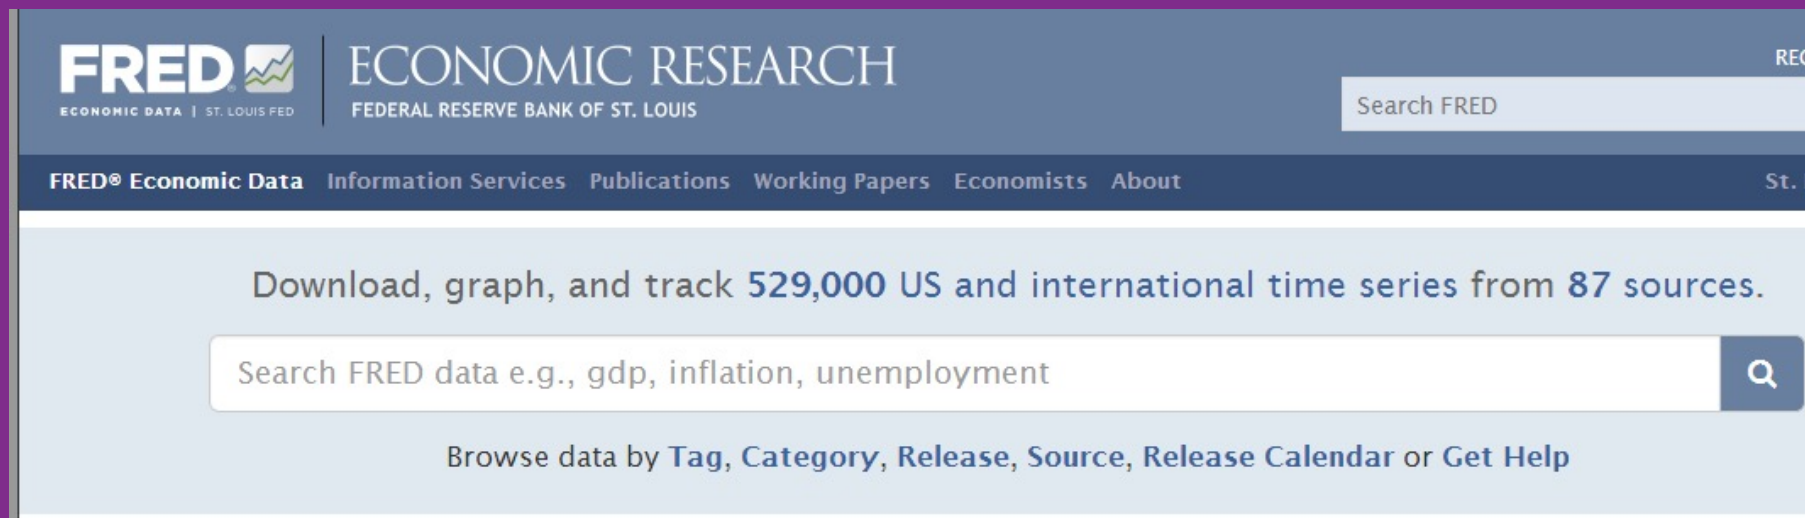 FRED®
ECONOMIC DATA | ST. LOUIS FED
ECONOMIC RESEARCH
FEDERAL RESERVE BANK OF ST. LOUIS
Search FRED
FRED® Economic Data Information Services Publications Working Papers Economists About St.
Download, graph, and track 529,000 US and international time series from 87 sources.
Search FRED data e.g., gdp, inflation, unemployment
Browse data by Tag, Category, Release, Source, Release Calendar or Get Help